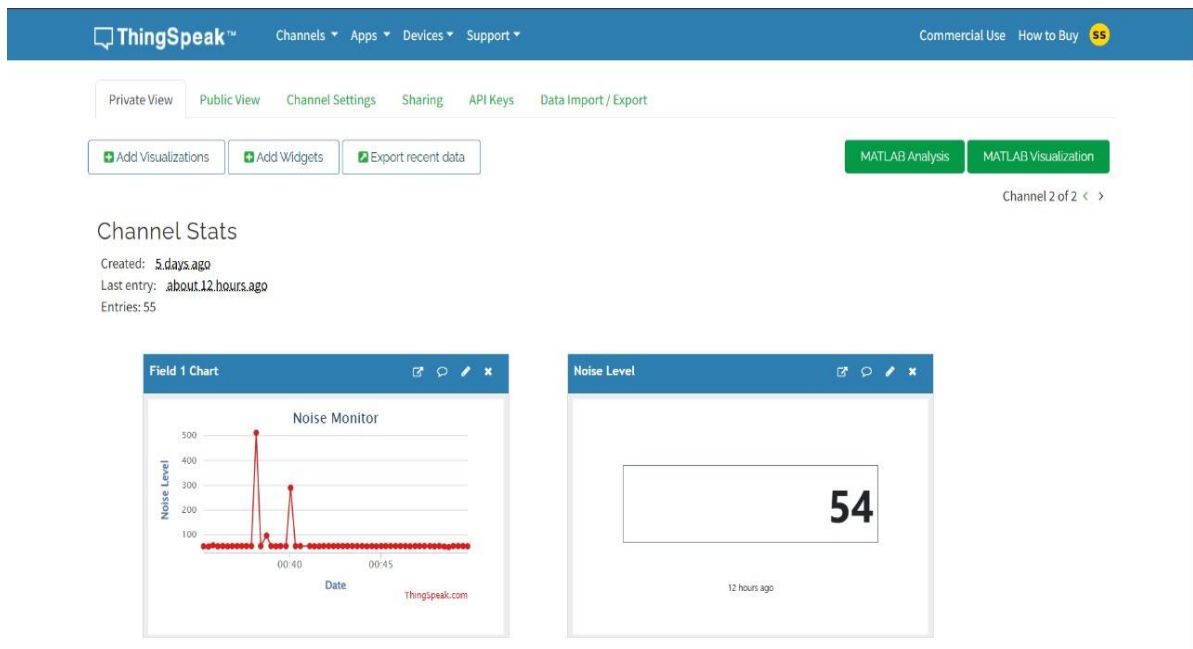 ThingSpeak™ Channels Apps Devices Support Commercial Use How to Buy SS
Private View Public View Channel Settings Sharing API Keys Data Import / Export
Add Visualizations Add Widgets Export recent data MATLAB Analysis MATLAB Visualization
Channel 2 of 2 < >
Channel Stats
Created: 5 days ago
Last entry: about 12 hours ago
Entries: 55
Field 1 Chart
Noise Monitor
Noise Level
500
400
300
200
100
00:40 00:45
Date
ThingSpeak.com
Noise Level
54
12 hours ago